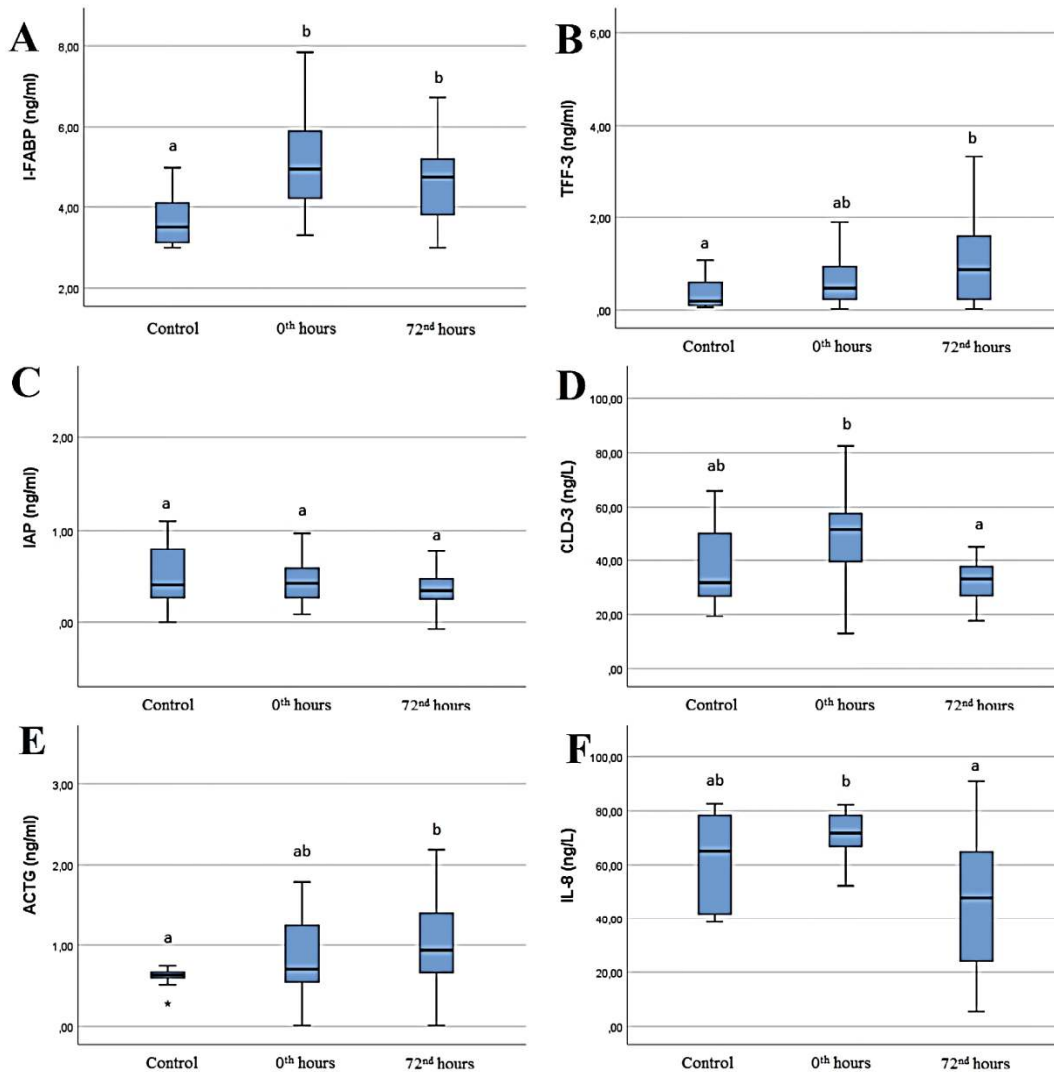 A
I-FABP (ng/ml)
8,00
6,00
4,00
2,00
a
b
b
Control
0th hours
72nd hours
B
TFF-3 (ng/ml)
6,00
4,00
2,00
,00
a
ab
b
Control
0th hours
72nd hours
C
IAP (ng/ml)
2,00
1,00
,00
a
a
a
Control
0th hours
72nd hours
D
CLD-3 (ng/L)
100,00
80,00
60,00
40,00
20,00
,00
ab
b
a
Control
0th hours
72nd hours
E
ACTG (ng/ml)
3,00
2,00
1,00
,00
a
ab
b
*
Control
0th hours
72nd hours
F
IL-8 (ng/L)
100,00
80,00
60,00
40,00
20,00
,00
ab
b
a
Control
0th hours
72nd hours